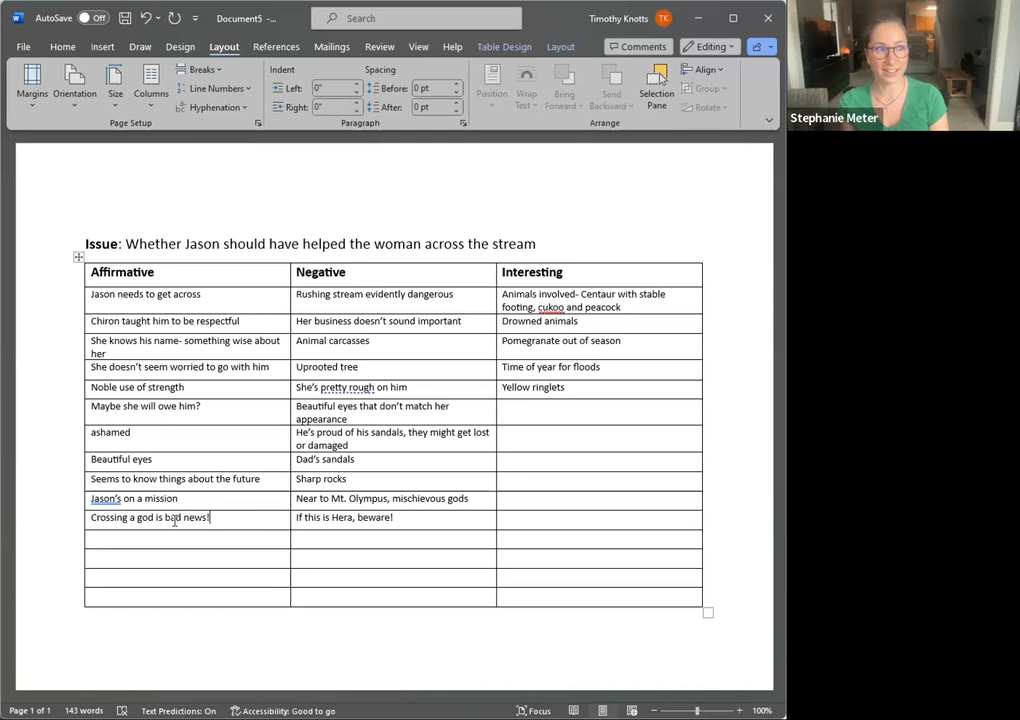 AutoSave Off Document5 -... Search Timothy Knotts TK
File Home Insert Draw Design Layout References Mailings Review View Help Table Design Layout Comments Editing
Margins Orientation Size Columns Breaks Line Numbers Hyphenation
Page Setup
Indent Spacing
Left: 0" Before: 0 pt
Right: 0" After: 0 pt
Paragraph
Position Wrap Text Bring Forward Send Backward Selection Pane Align Group Rotate
Arrange
Stephanie Meter
Issue: Whether Jason should have helped the woman across the stream
Affirmative Negative Interesting
Jason needs to get across
Rushing stream evidently dangerous
Animals involved- Centaur with stable
footing, cukoo and peacock
Chiron taught him to be respectful
Her business doesn't sound important
Drowned animals
She knows his name- something wise about
her
Animal carcasses
Pomegranate out of season
She doesn't seem worried to go with him
Uprooted tree
Time of year for floods
Noble use of strength
She's pretty rough on him
Yellow ringlets
Maybe she will owe him?
Beautiful eyes that don't match her
appearance
ashamed
He's proud of his sandals, they might get lost
or damaged
Beautiful eyes
Dad's sandals
Seems to know things about the future
Sharp rocks
Jason's on a mission
Near to Mt. Olympus, mischievous gods
Crossing a god is bad news!
If this is Hera, beware!
Page 1 of 1 143 words Text Predictions: On Accessibility: Good to go Focus 100%